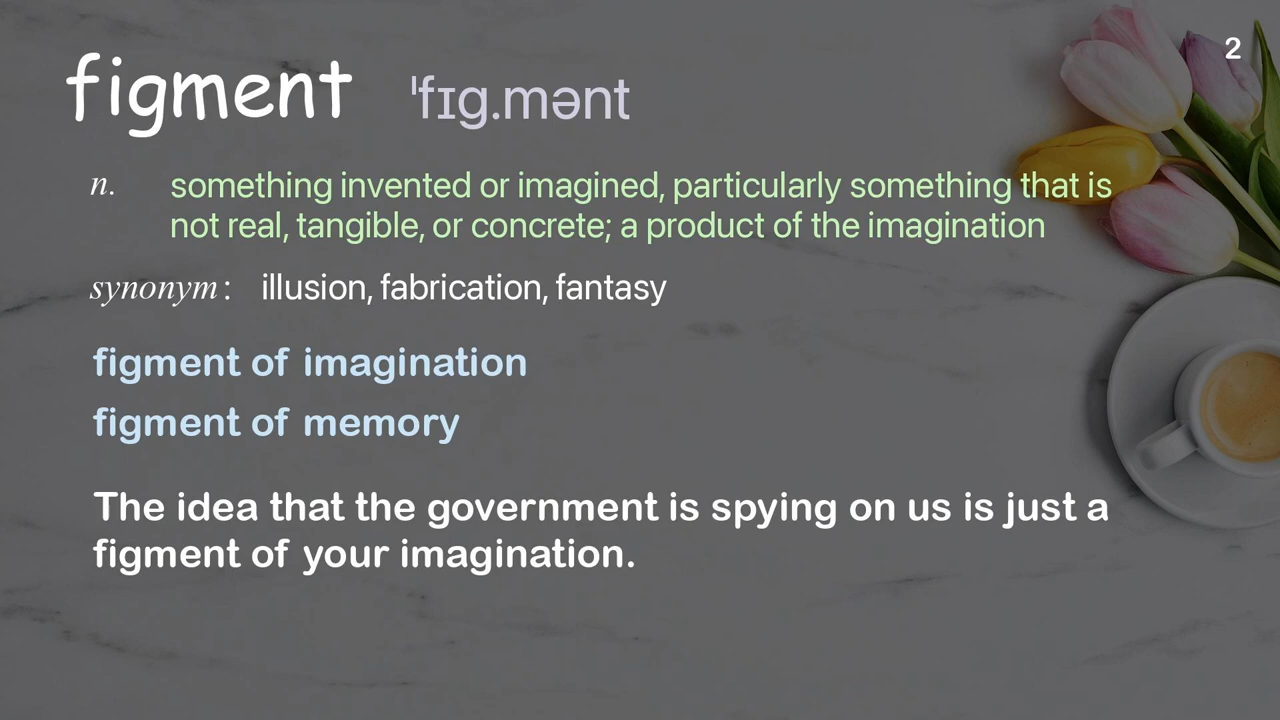 2
figment ˈfɪg.mənt
n. something invented or imagined, particularly something that is
not real, tangible, or concrete; a product of the imagination
synonym: illusion, fabrication, fantasy
figment of imagination
figment of memory
The idea that the government is spying on us is just a
figment of your imagination.